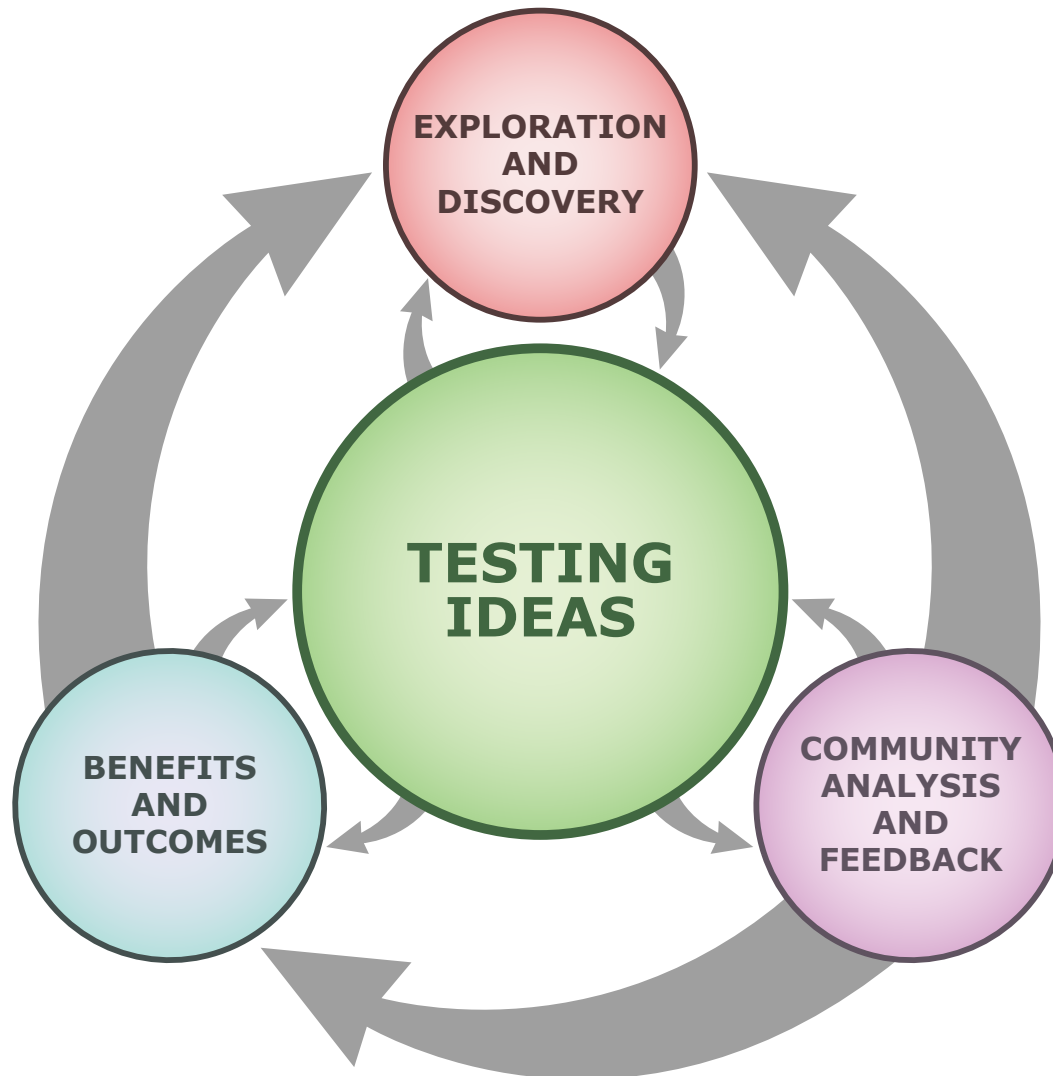 EXPLORATION
AND
DISCOVERY
TESTING
IDEAS
BENEFITS
AND
OUTCOMES
COMMUNITY
ANALYSIS
AND
FEEDBACK